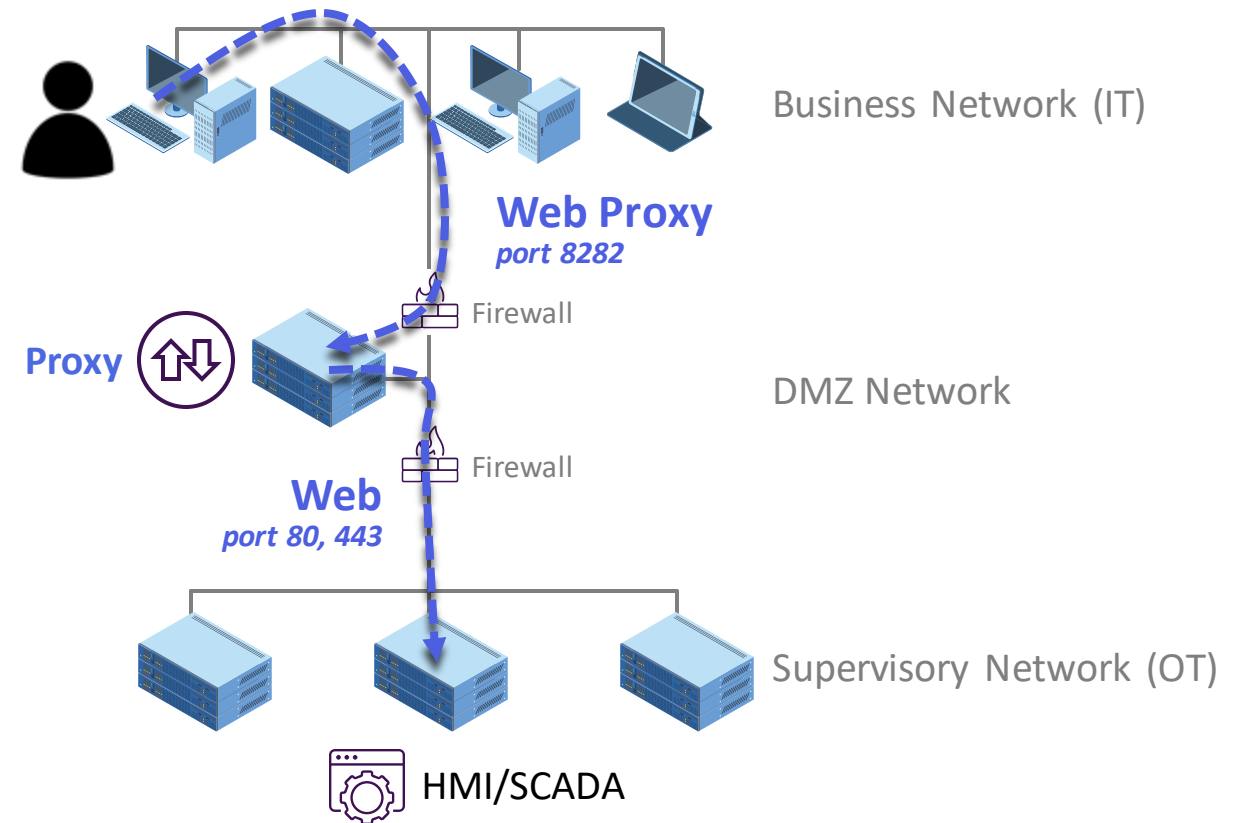 Business Network (IT)
Web Proxy
port 8282
Firewall
Proxy
DMZ Network
Firewall
Web
port 80, 443
Supervisory Network (OT)
HMI/SCADA